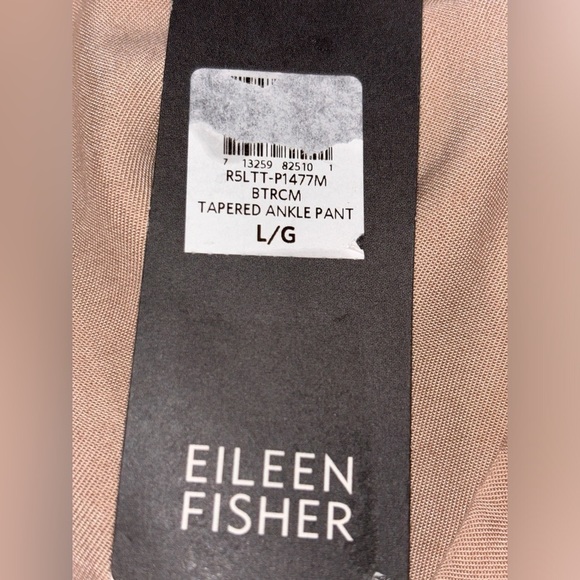 7 13259 82510 1
R5LTT-P1477M
BTRCM
TAPERED ANKLE PANT
L/G
EILEEN
FISHER